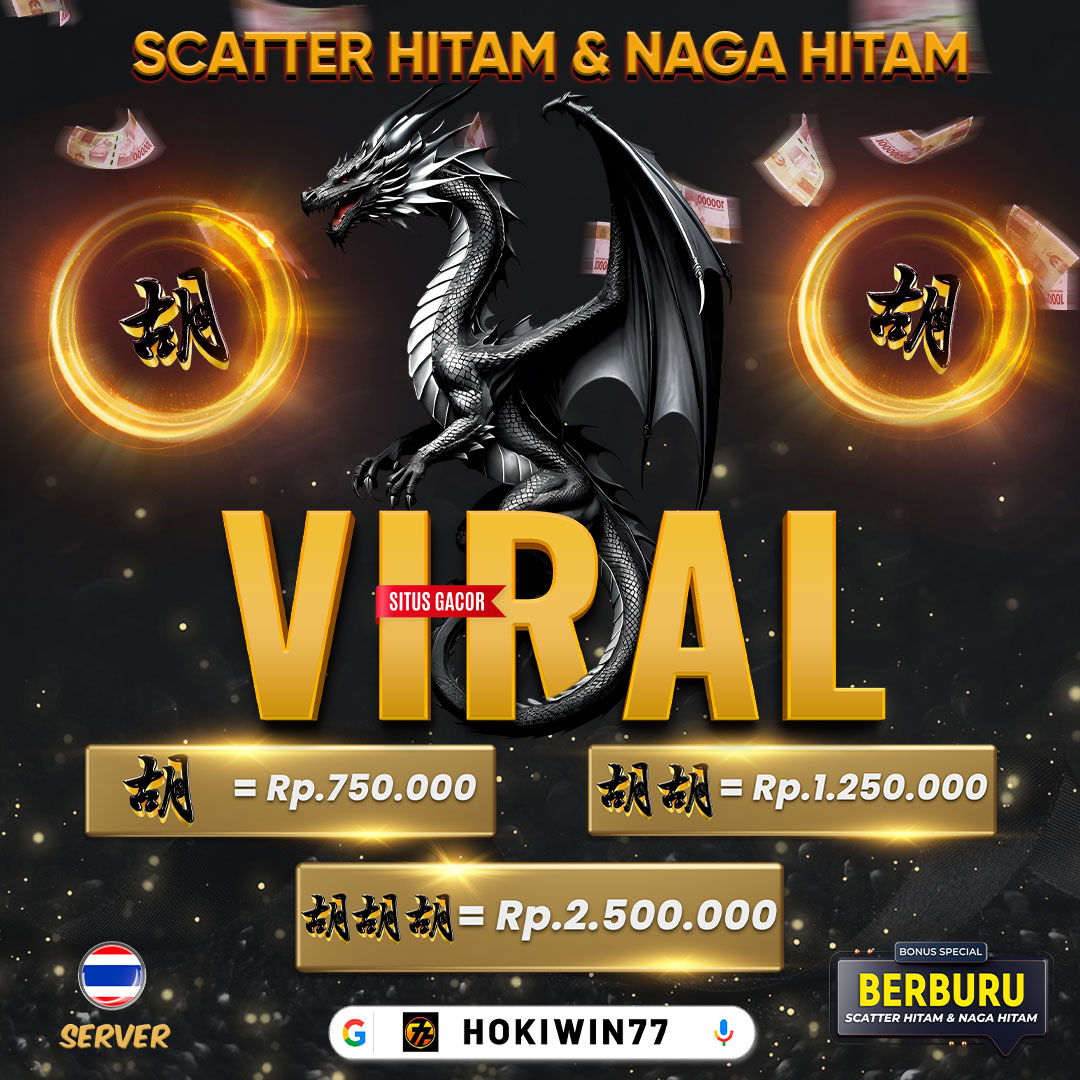 SCATTER HITAM & NAGA HITAM
胡
胡
VIRAL
SITUS GACOR
胡 = Rp.750.000
胡胡 = Rp.1.250.000
胡胡胡 = Rp.2.500.000
SERVER
HOKIWIN77
BONUS SPECIAL
BERBURU
SCATTER HITAM & NAGA HITAM